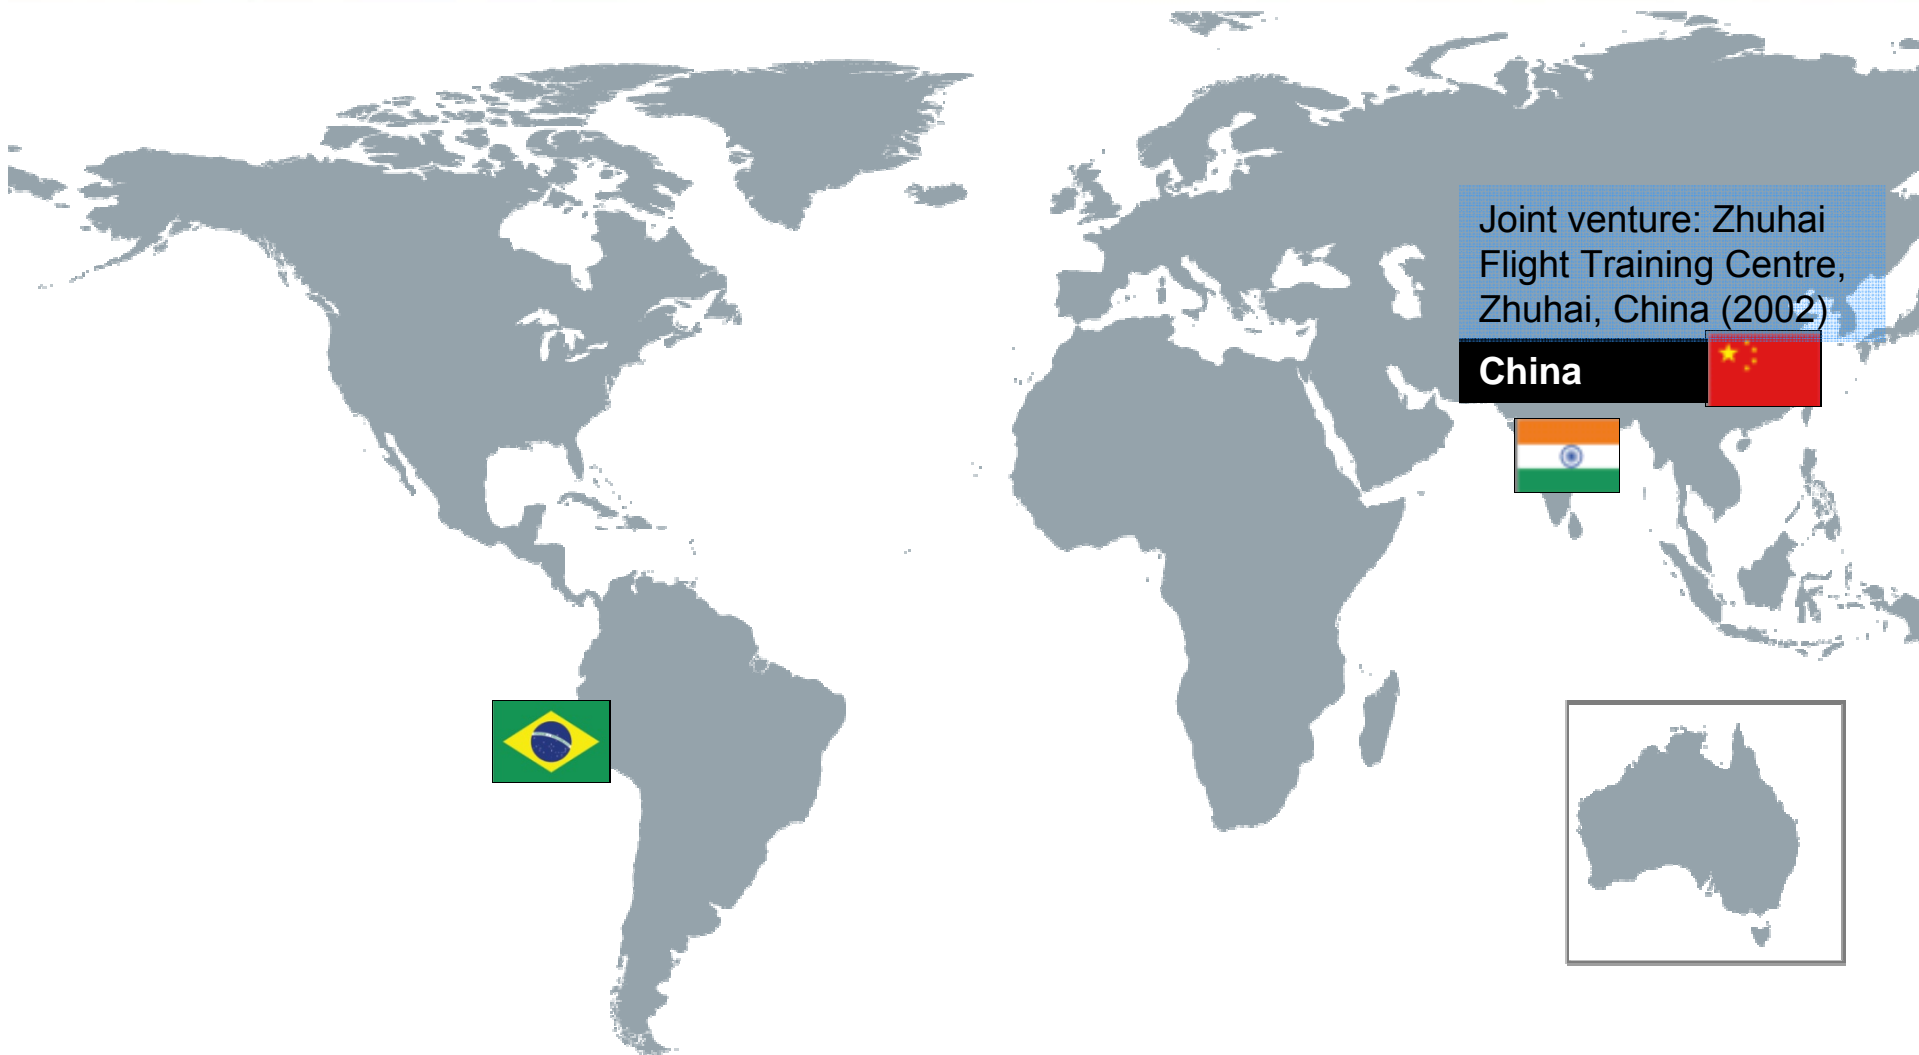 Joint venture: Zhuhai
Flight Training Centre,
Zhuhai, China (2002)
China